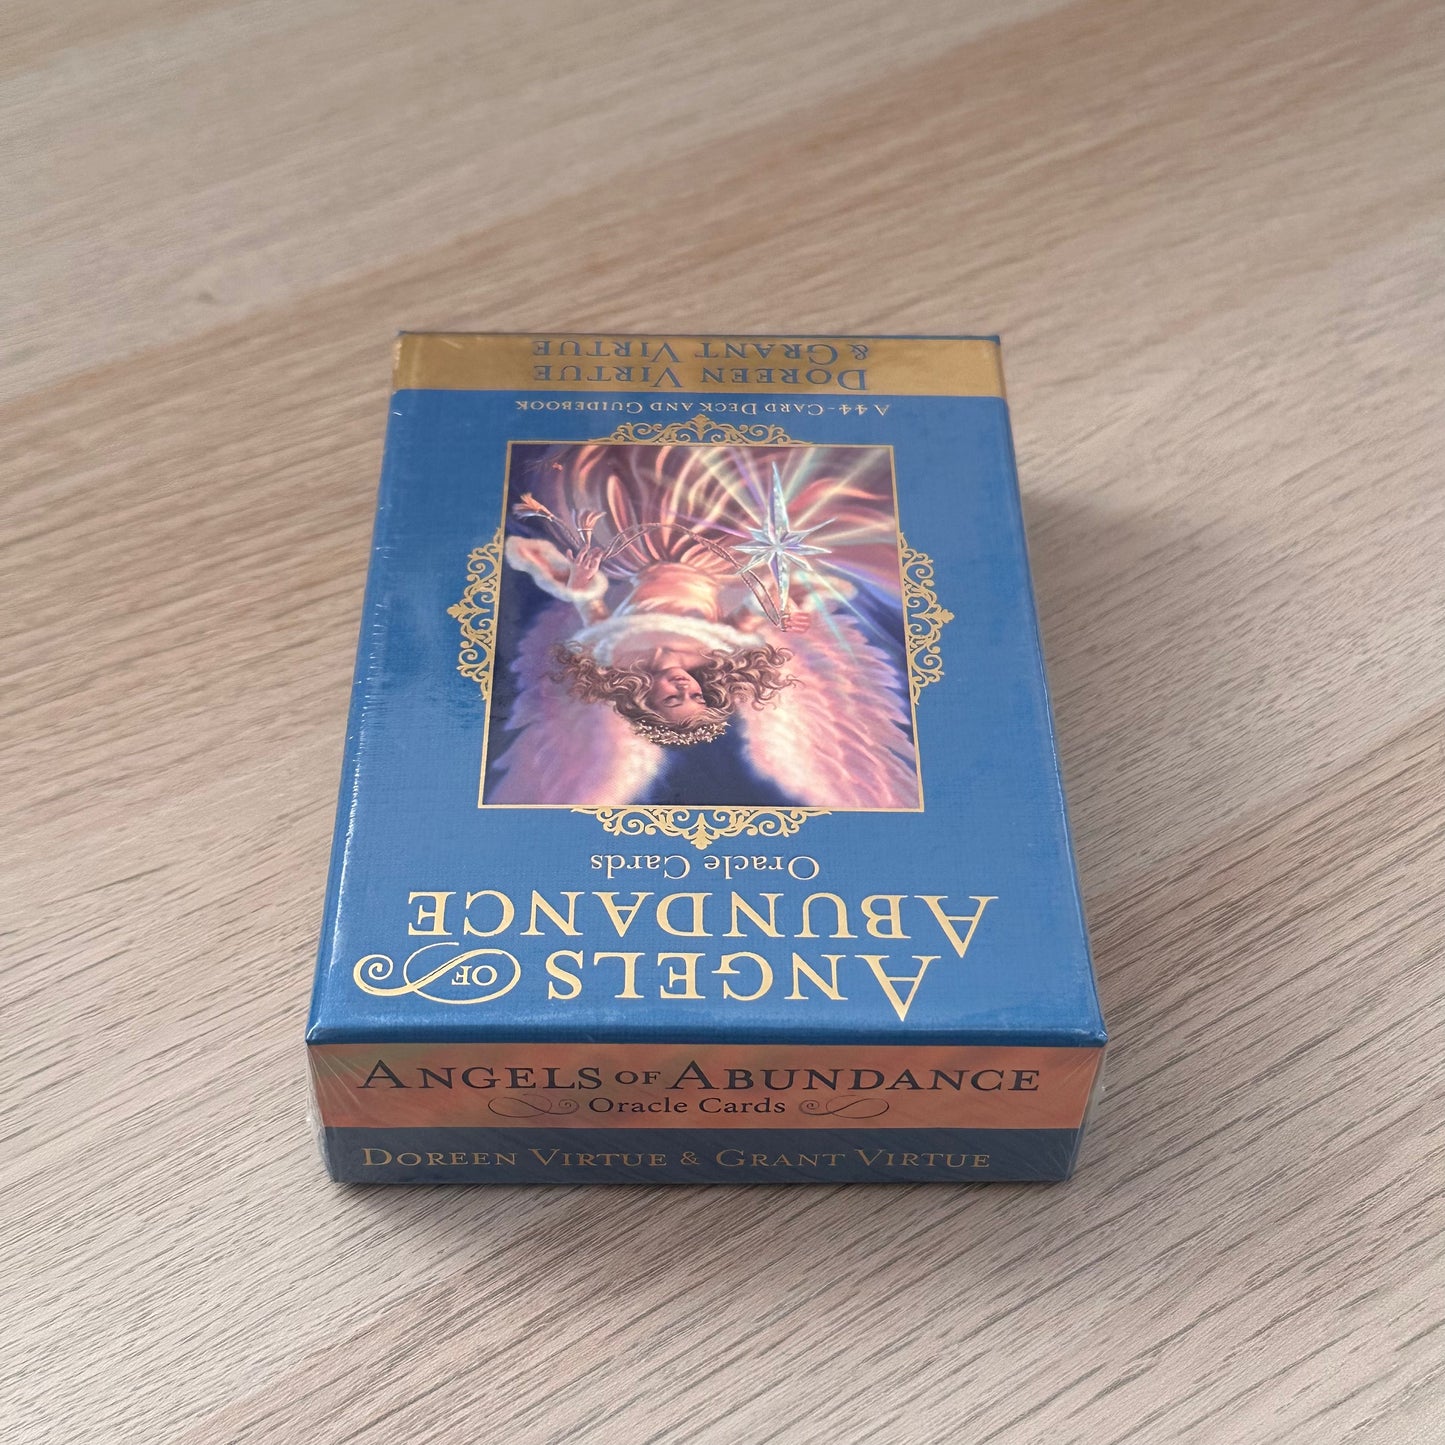 ANGELS OF
ABUNDANCE
Oracle Cards
A 44-CARD DECK AND GUIDEBOOK
DOREEN VIRTUE
& GRANT VIRTUE
ANGELS OF ABUNDANCE
Oracle Cards
DOREEN VIRTUE & GRANT VIRTUE